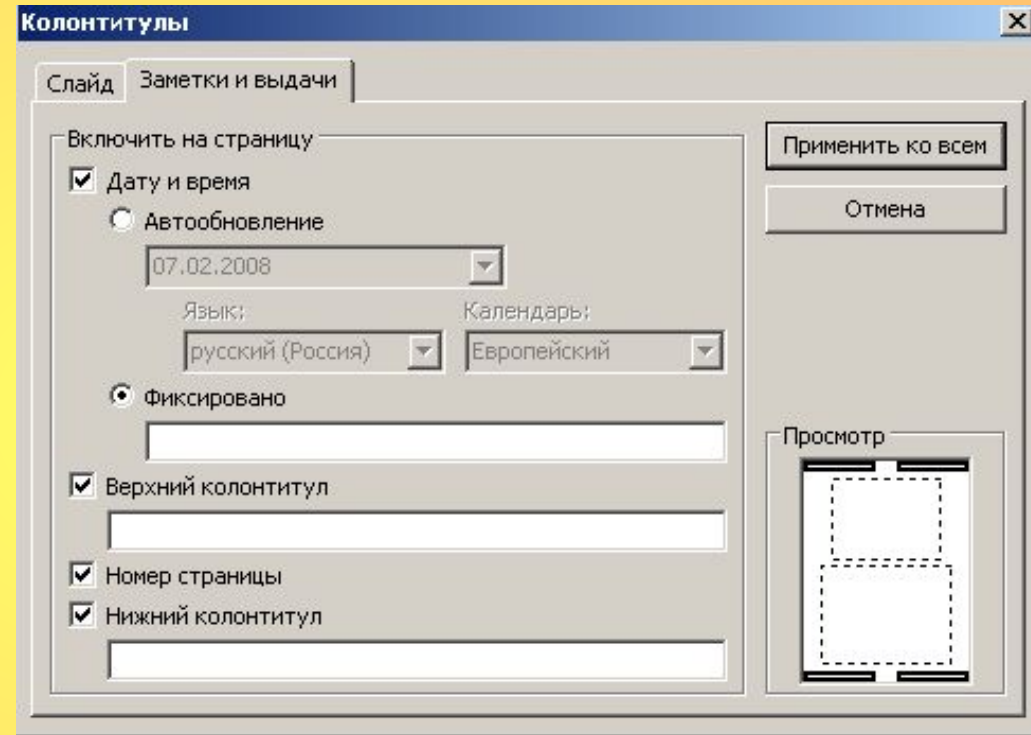 Колонтитулы
Слайд Заметки и выдачи
Включить на страницу
Дату и время
Автообновление
07.02.2008
Язык: Календарь:
русский (Россия) Европейский
Фиксировано
Верхний колонтитул
Номер страницы
Нижний колонтитул
Применить ко всем
Отмена
Просмотр